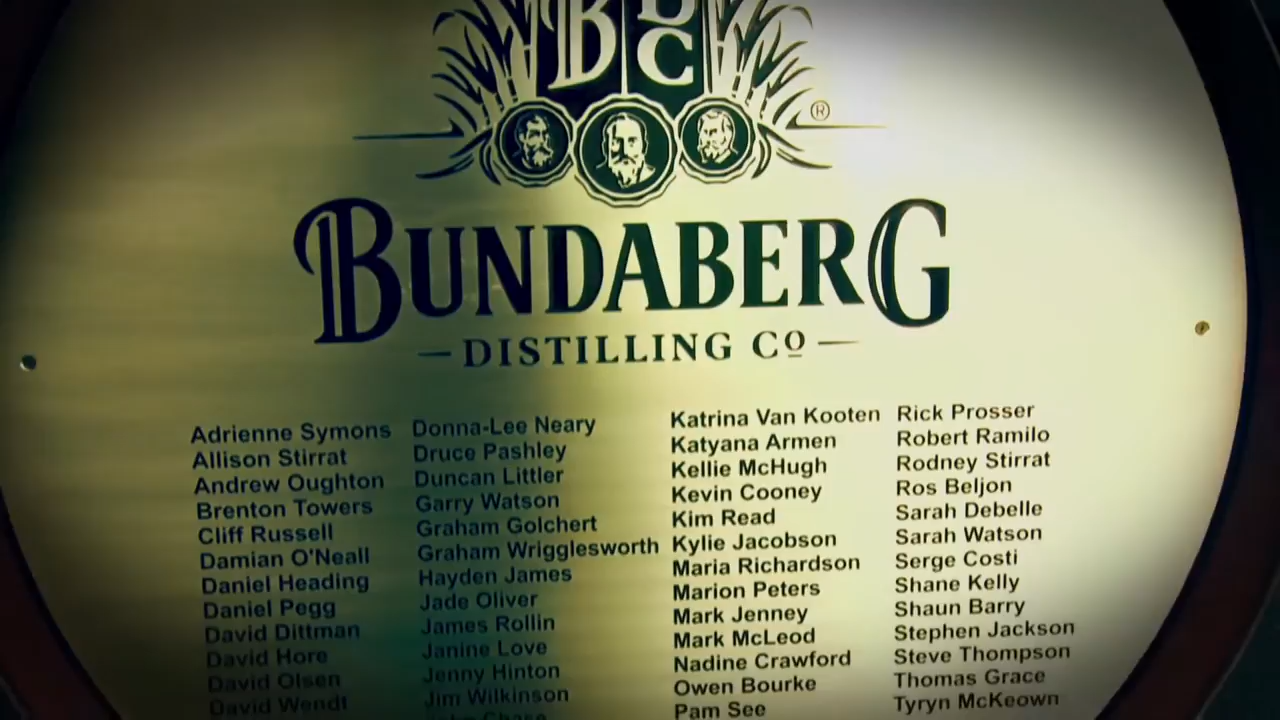 B D C
®
BUNDABERG
DISTILLING Co
Adrienne Symons
Allison Stirrat
Andrew Oughton
Brenton Towers
Cliff Russell
Damian O'Neall
Daniel Heading
Daniel Pegg
David Dittman
David Hore
David Olsen
David Wendt
Donna-Lee Neary
Druce Pashley
Duncan Littler
Garry Watson
Graham Golchert
Graham Wrigglesworth
Hayden James
Jade Oliver
James Rollin
Janine Love
Jenny Hinton
Jim Wilkinson
Katrina Van Kooten
Katyana Armen
Kellie McHugh
Kevin Cooney
Kim Read
Kylie Jacobson
Maria Richardson
Marion Peters
Mark Jenney
Mark McLeod
Nadine Crawford
Owen Bourke
Pam See
Rick Prosser
Robert Ramilo
Rodney Stirrat
Ros Beljon
Sarah Debelle
Sarah Watson
Serge Costi
Shane Kelly
Shaun Barry
Stephen Jackson
Steve Thompson
Thomas Grace
Tyryn McKeown